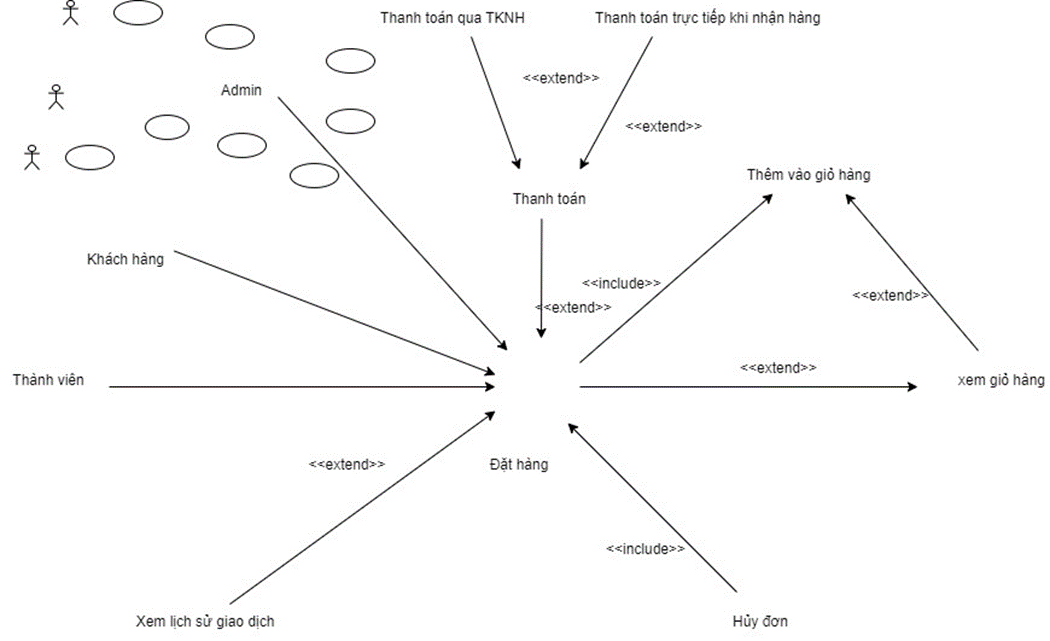 Thanh toán qua TKNH
Thanh toán trực tiếp khi nhận hàng
<<extend>>
Admin
<<extend>>
Thêm vào giỏ hàng
Thanh toán
Khách hàng
<<include>>
<<extend>>
<<extend>>
<<extend>>
Thành viên
xem giỏ hàng
<<extend>>
Đặt hàng
<<include>>
Xem lịch sử giao dịch
Hủy đơn